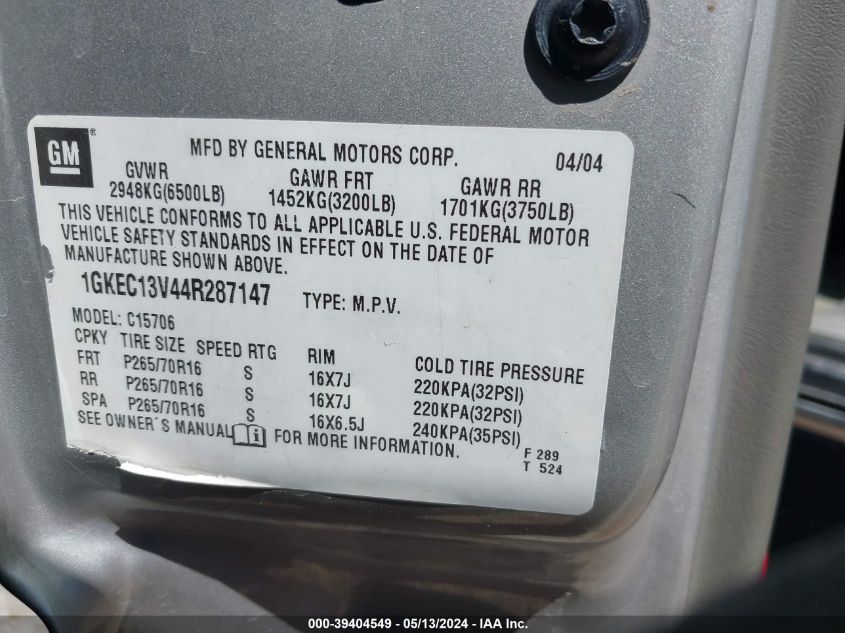 GM ®
MFD BY GENERAL MOTORS CORP. 04/04
GVWR GAWR FRT GAWR RR
2948KG(6500LB) 1452KG(3200LB) 1701KG(3750LB)
THIS VEHICLE CONFORMS TO ALL APPLICABLE U.S. FEDERAL MOTOR
VEHICLE SAFETY STANDARDS IN EFFECT ON THE DATE OF
MANUFACTURE SHOWN ABOVE.
1GKEC13V44R287147 TYPE: M.P.V.
MODEL: C15706
CPKY TIRE SIZE SPEED RTG RIM COLD TIRE PRESSURE
FRT P265/70R16 S 16X7J 220KPA(32PSI)
RR P265/70R16 S 16X7J 220KPA(32PSI)
SPA P265/70R16 S 16X6.5J 240KPA(35PSI)
SEE OWNER'S MANUAL i FOR MORE INFORMATION.
F 289
T 524
000-39404549 — 05/13/2024 — IAA Inc.